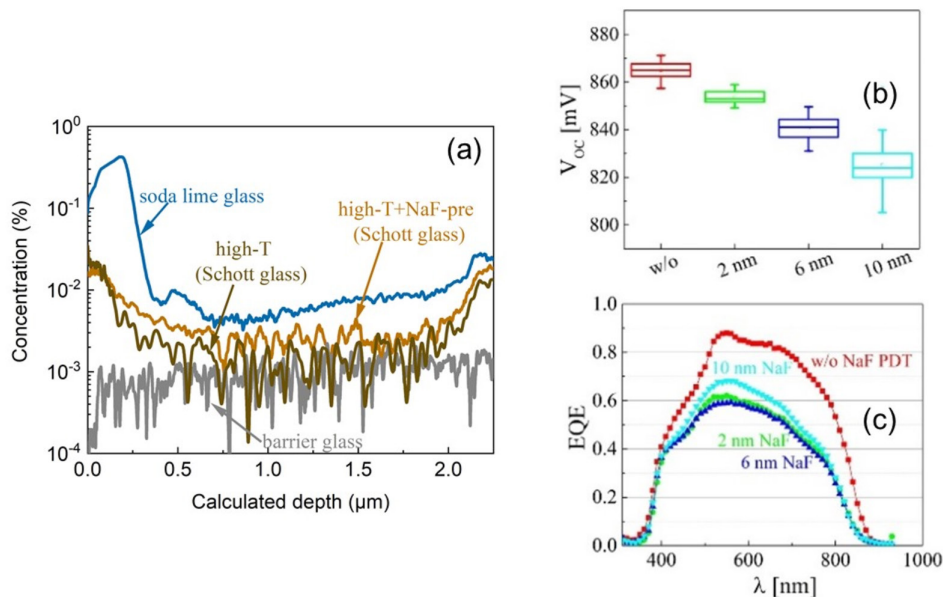 (a)
10⁰
10⁻¹
10⁻²
10⁻³
10⁻⁴
Concentration (%)
soda lime glass
high-T+NaF-pre
(Schott glass)
high-T
(Schott glass)
barrier glass
0.0 0.5 1.0 1.5 2.0
Calculated depth (µm)
(b)
880
860
840
820
800
V_OC [mV]
w/o 2 nm 6 nm 10 nm
(c)
1.0
0.8
0.6
0.4
0.2
0.0
EQE
w/o NaF PDT
10 nm NaF
2 nm NaF
6 nm NaF
400 600 800 1000
λ [nm]